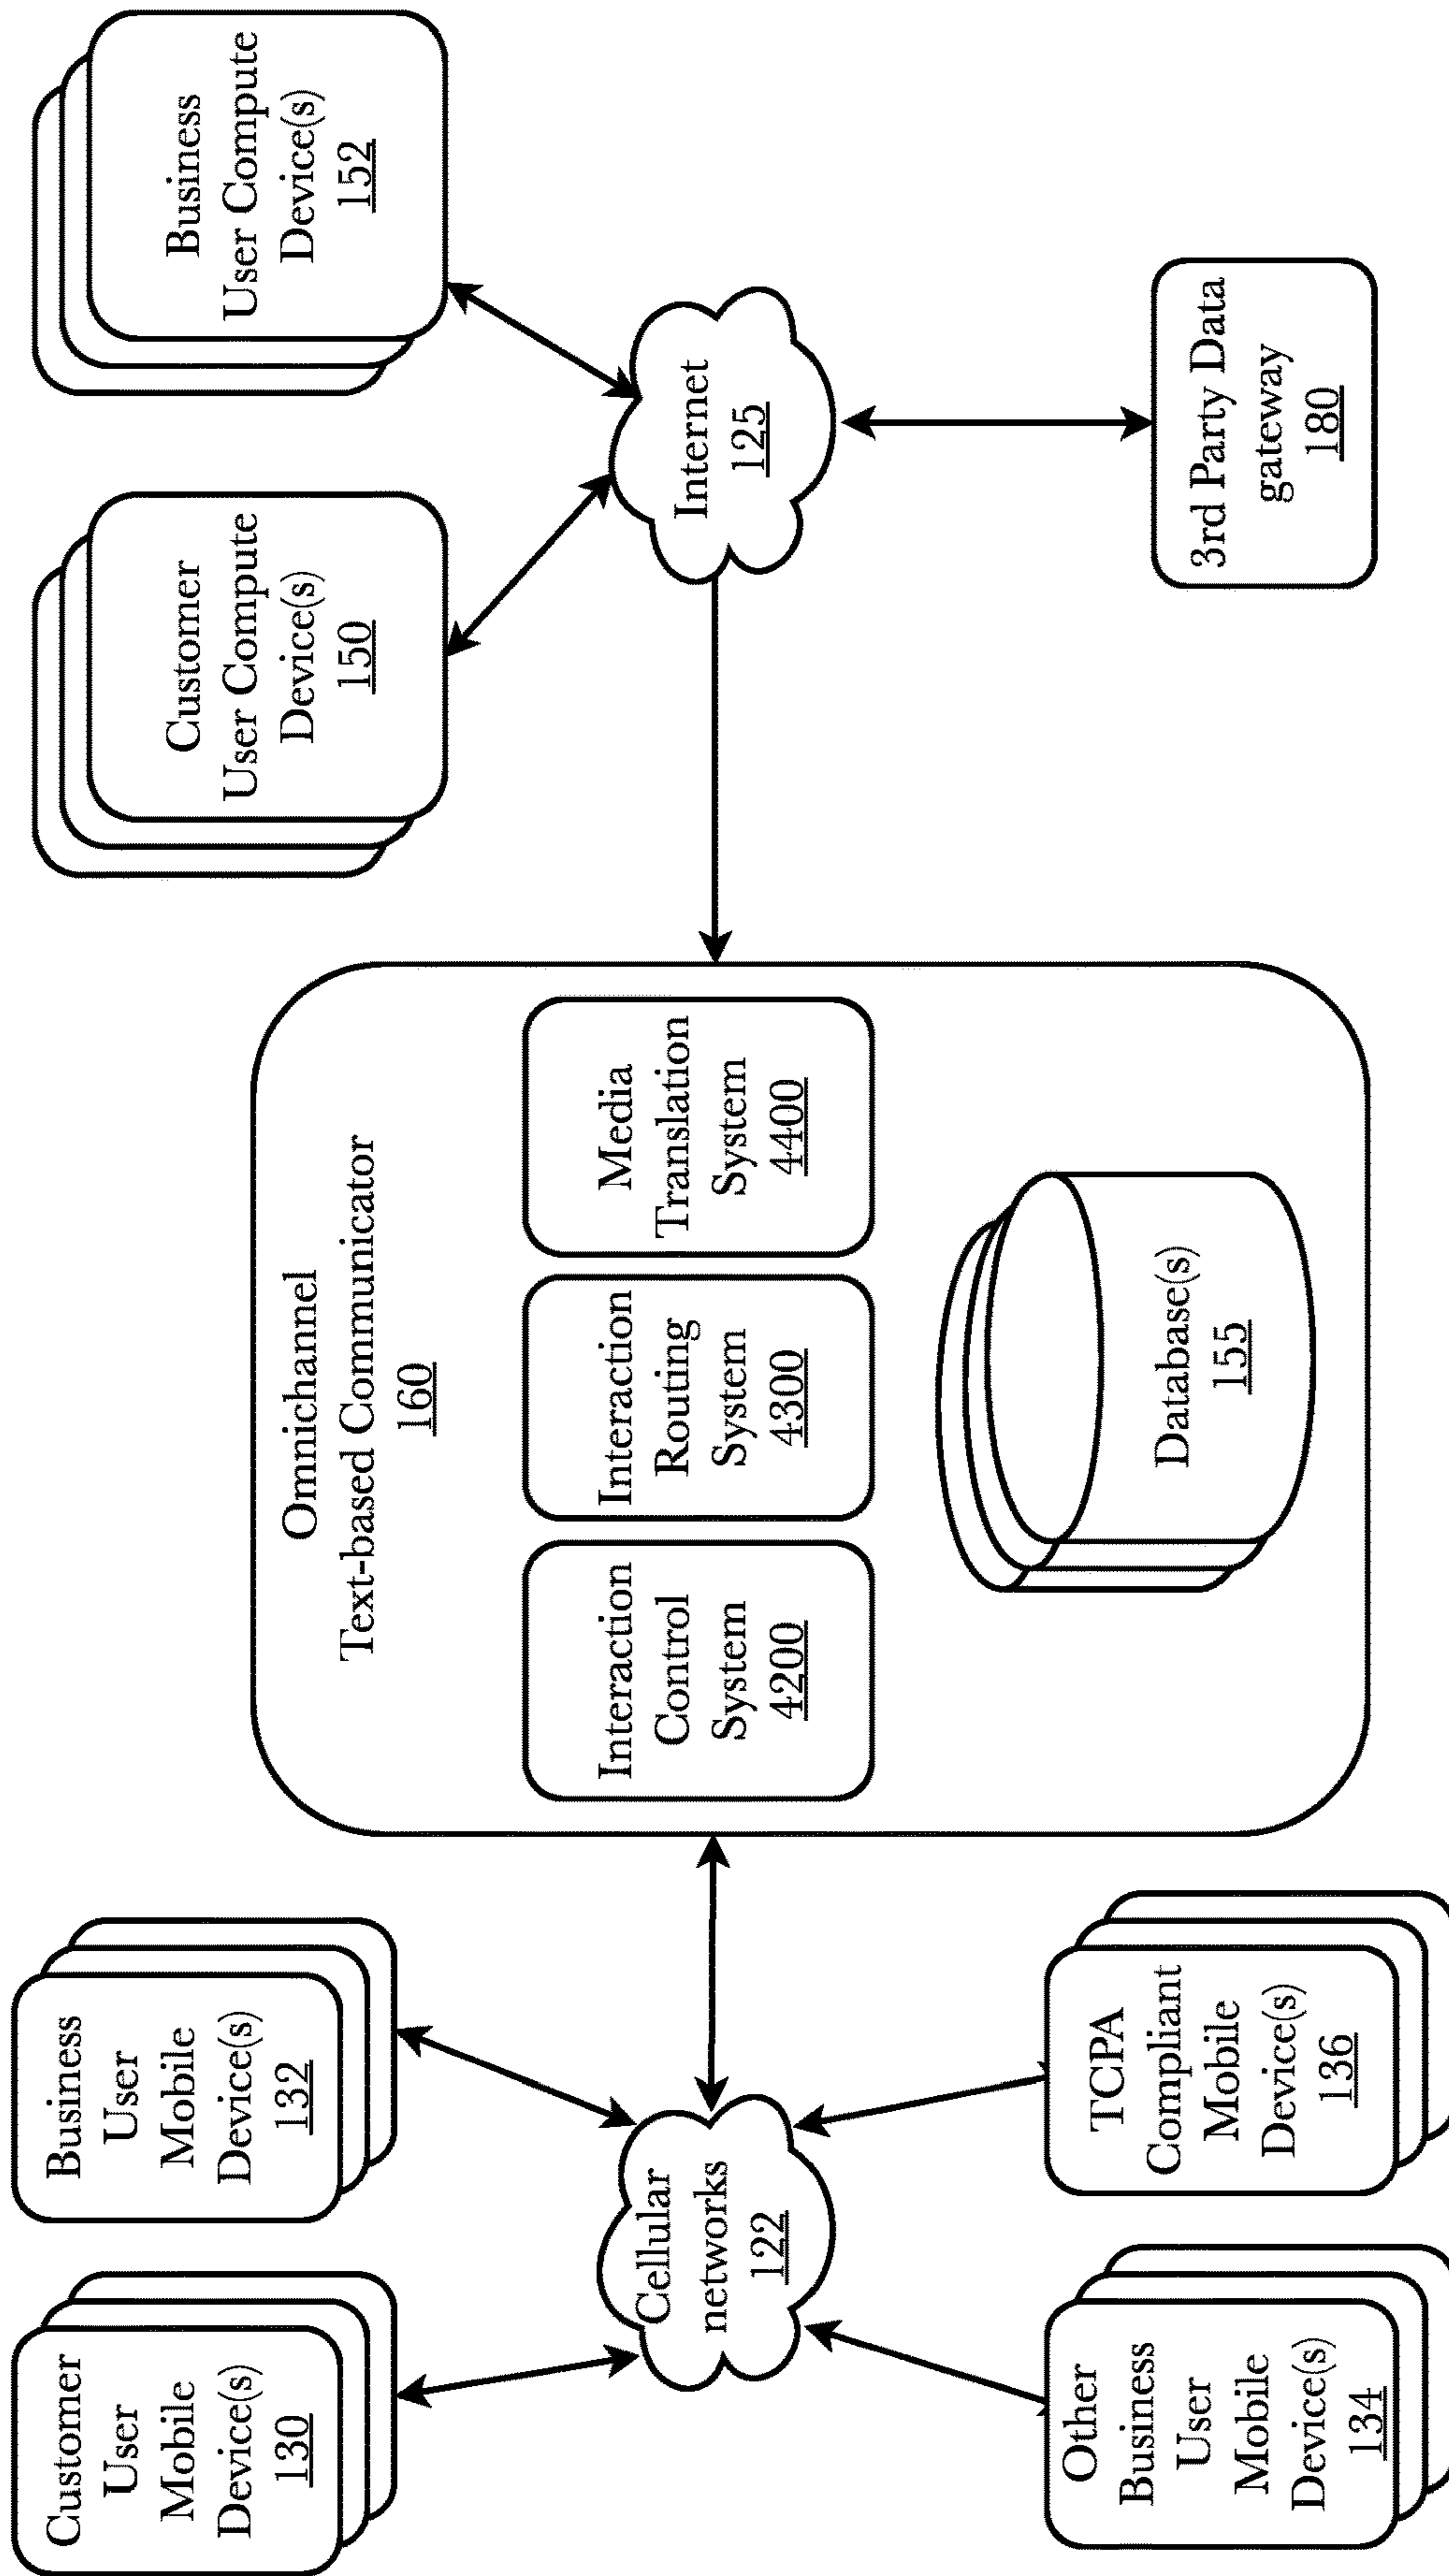 Customer
User
Mobile
Device(s)
130
Business
User
Mobile
Device(s)
132
Omnichannel
Text-based Communicator
160
Customer
User Compute
Device(s)
150
Business
User Compute
Device(s)
152
Cellular
networks
122
Interaction
Control
System
4200
Interaction
Routing
System
4300
Media
Translation
System
4400
Internet
125
Other
Business
User
Mobile
Device(s)
134
TCPA
Compliant
Mobile
Device(s)
136
Database(s)
155
3rd Party Data
gateway
180